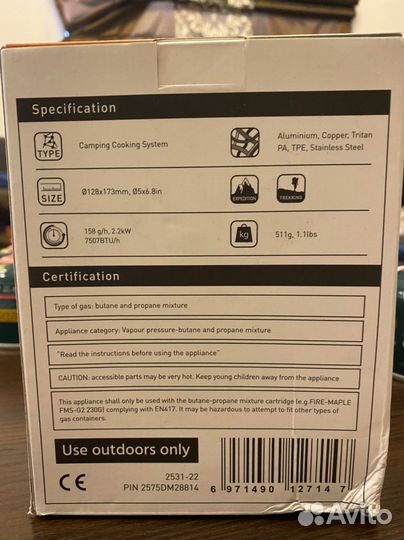 Specification
TYPE
Camping Cooking System
Aluminium, Copper, Tritan
PA, TPE, Stainless Steel
SIZE
Ø128x173mm, Ø5x6.8in
EXPEDITION
TREKKING
158 g/h, 2.2kW
7507BTU/h
kg
511g, 1.1lbs
Certification
Type of gas: butane and propane mixture
Appliance category: Vapour pressure-butane and propane mixture
"Read the instructions before using the appliance"
CAUTION: accessible parts may be very hot. Keep young children away from the appliance
This appliance shall only be used with the butane-propane mixture cartridge (e.g.FIRE-MAPLE
FMS-G2 230G) complying with EN417. It may be hazardous to attempt to fit other types of
gas containers.
Use outdoors only
CE
2531-22
PIN 2575DM28814
6 971490 127147
Avito